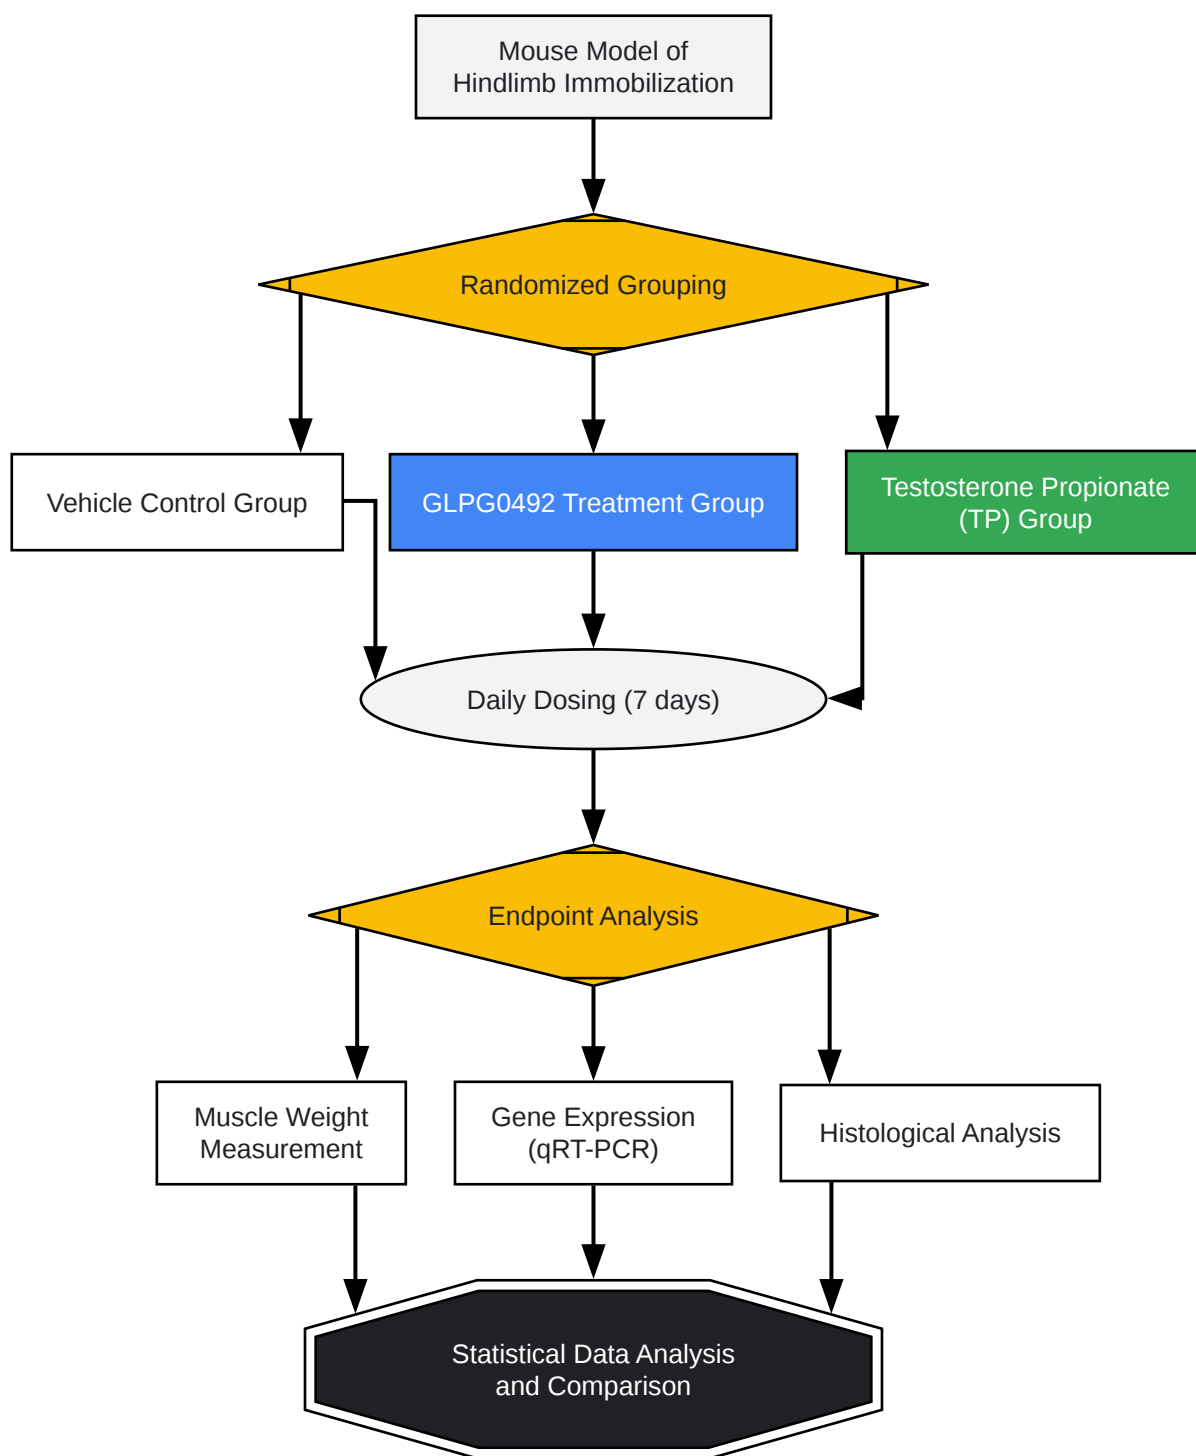 Mouse Model of
Hindlimb Immobilization
Randomized Grouping
Vehicle Control Group
GLPG0492 Treatment Group
Testosterone Propionate
(TP) Group
Daily Dosing (7 days)
Endpoint Analysis
Muscle Weight
Measurement
Gene Expression
(qRT-PCR)
Histological Analysis
Statistical Data Analysis
and Comparison